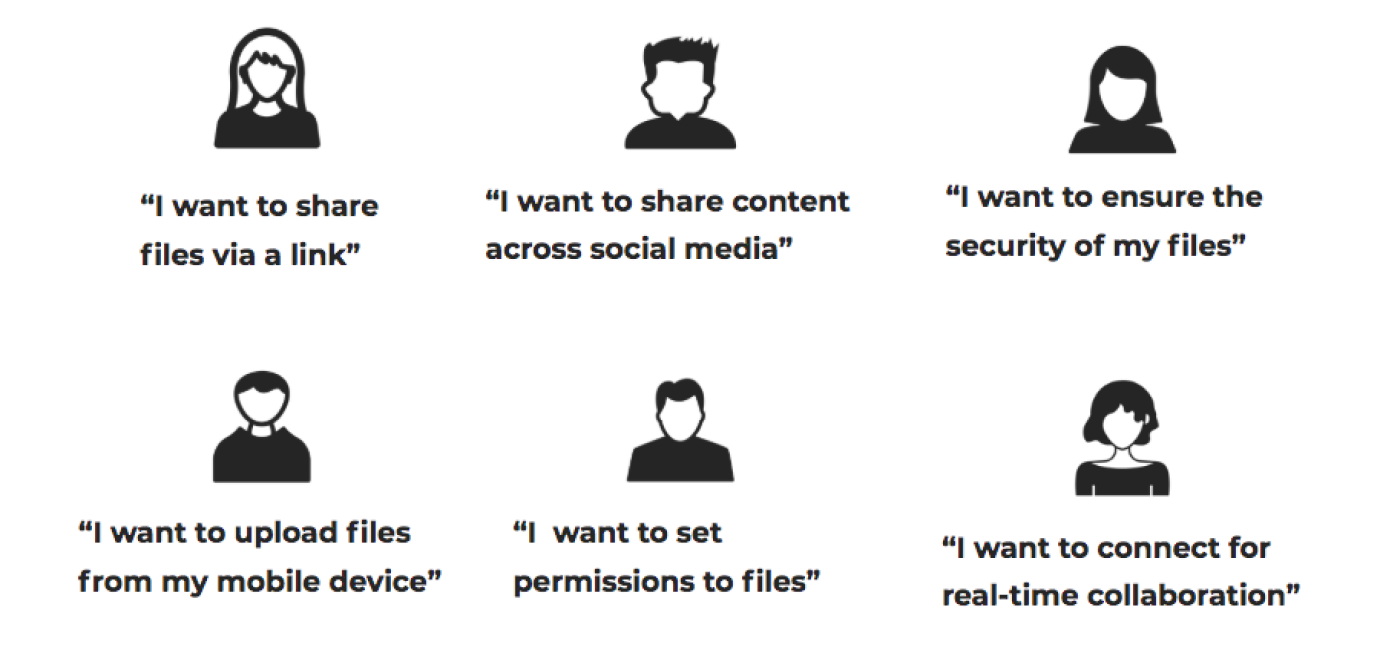 “I want to share
files via a link”
“I want to share content
across social media”
“I want to ensure the
security of my files”
“I want to upload files
from my mobile device”
“I  want to set
permissions to files”
“I want to connect for
real-time collaboration”